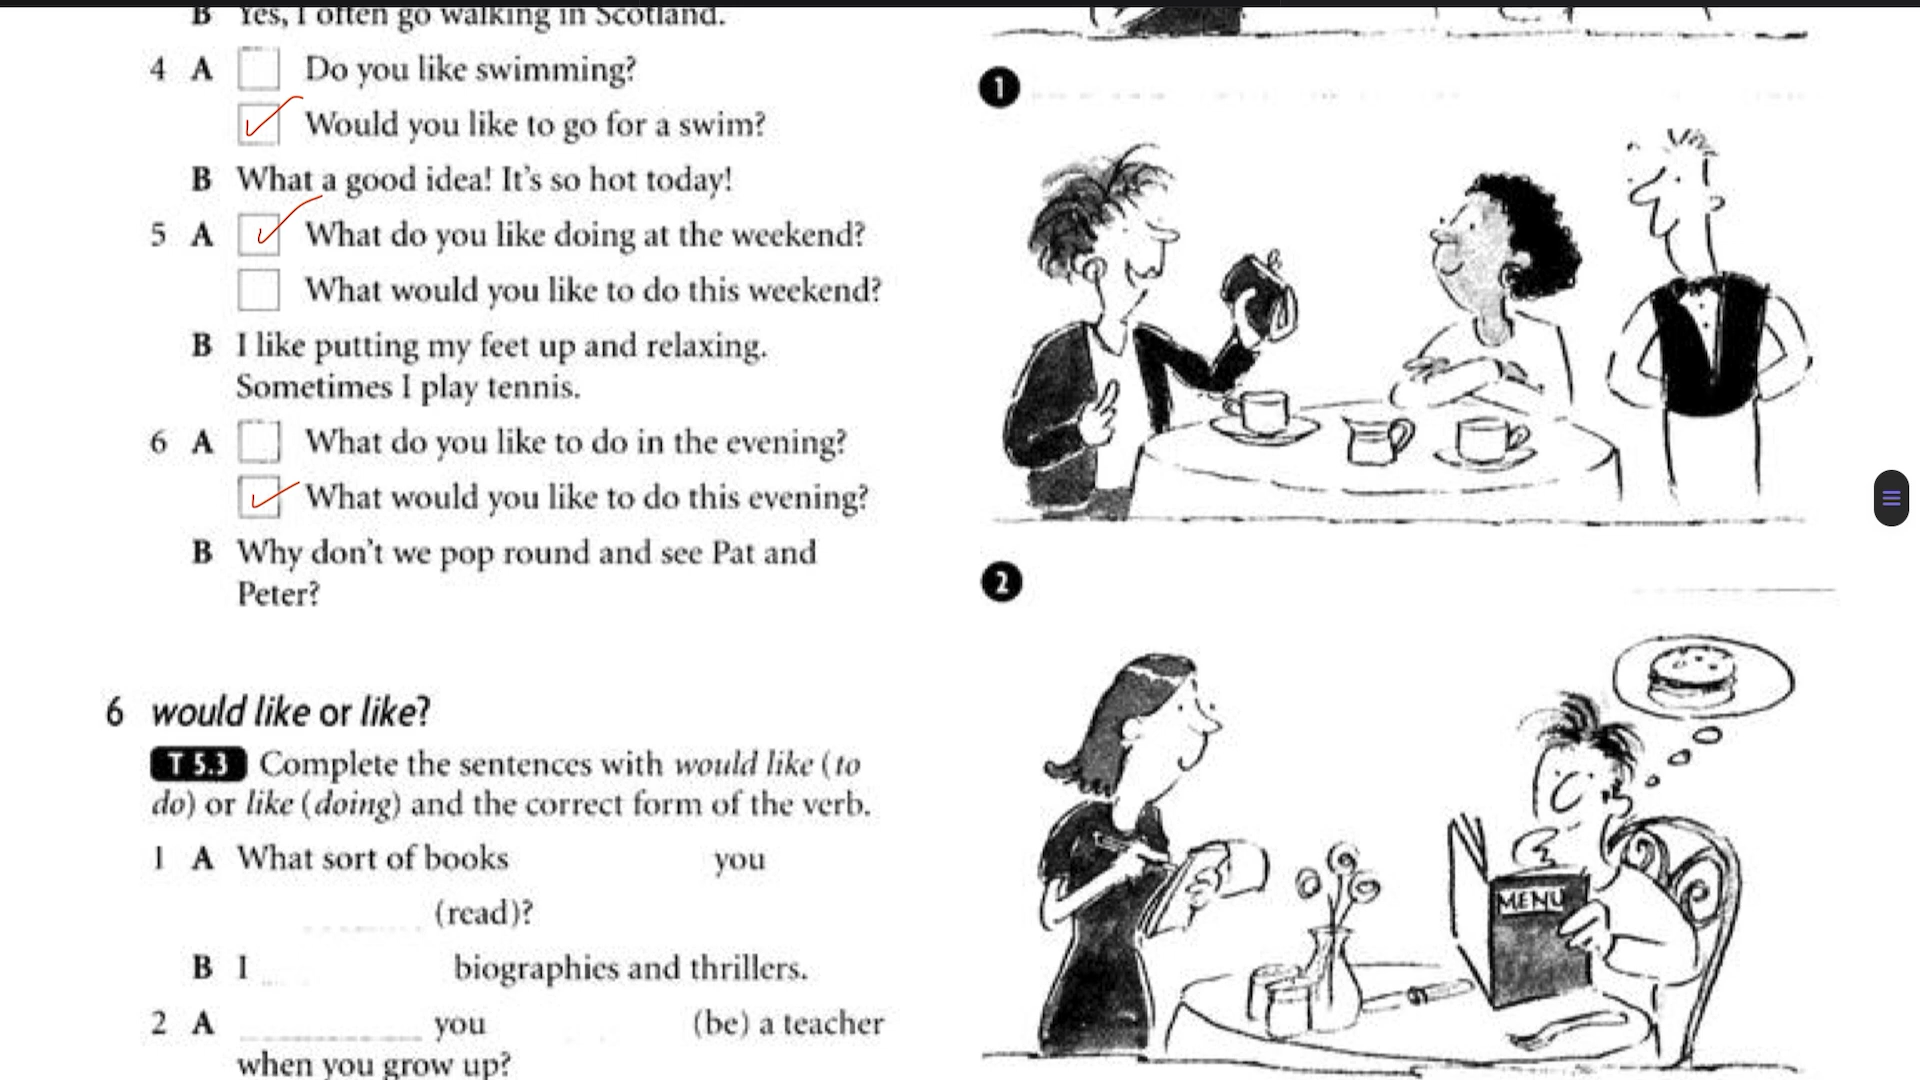 B Yes, I often go walking in Scotland.
4 A Do you like swimming?
Would you like to go for a swim?
B What a good idea! It's so hot today!
5 A What do you like doing at the weekend?
What would you like to do this weekend?
B I like putting my feet up and relaxing.
Sometimes I play tennis.
6 A What do you like to do in the evening?
What would you like to do this evening?
B Why don't we pop round and see Pat and
Peter?
6 would like or like?
T 5.3 Complete the sentences with would like (to
do) or like (doing) and the correct form of the verb.
1 A What sort of books you
(read)?
B I biographies and thrillers.
2 A you (be) a teacher
when you grow up?
1
2
MENU